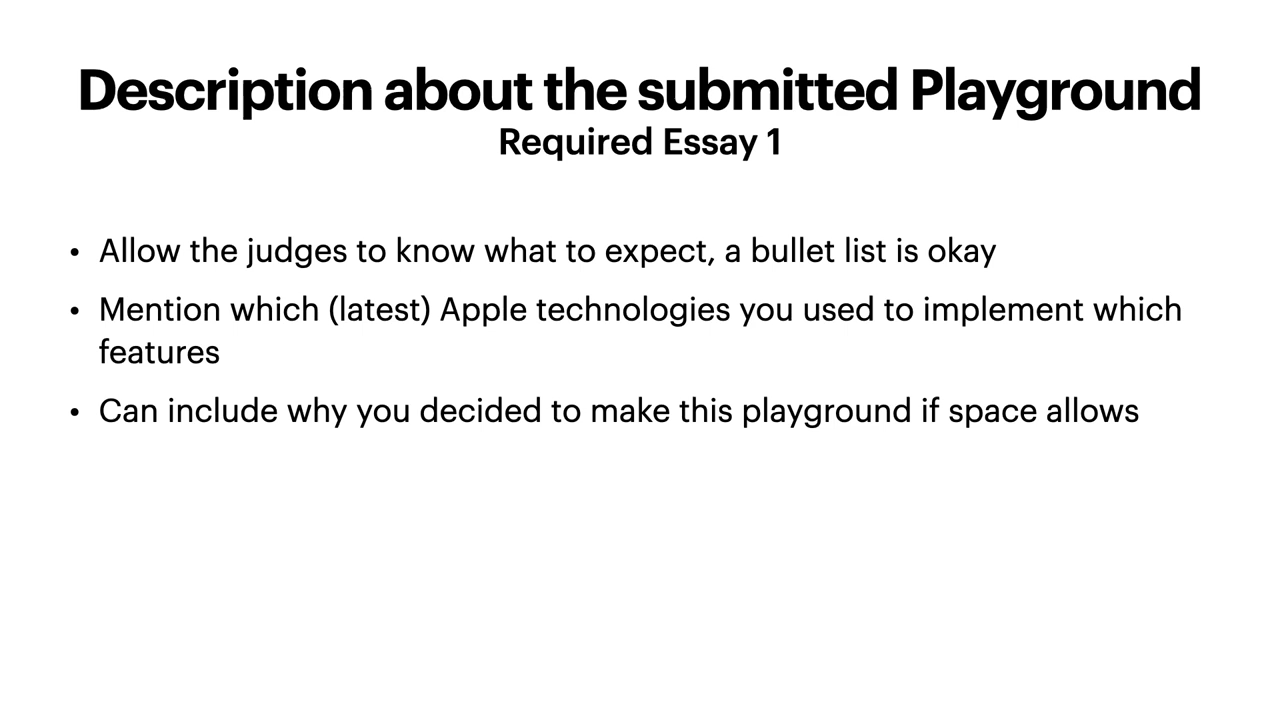 Description about the submitted Playground
Required Essay 1
• Allow the judges to know what to expect, a bullet list is okay
• Mention which (latest) Apple technologies you used to implement which
features
• Can include why you decided to make this playground if space allows